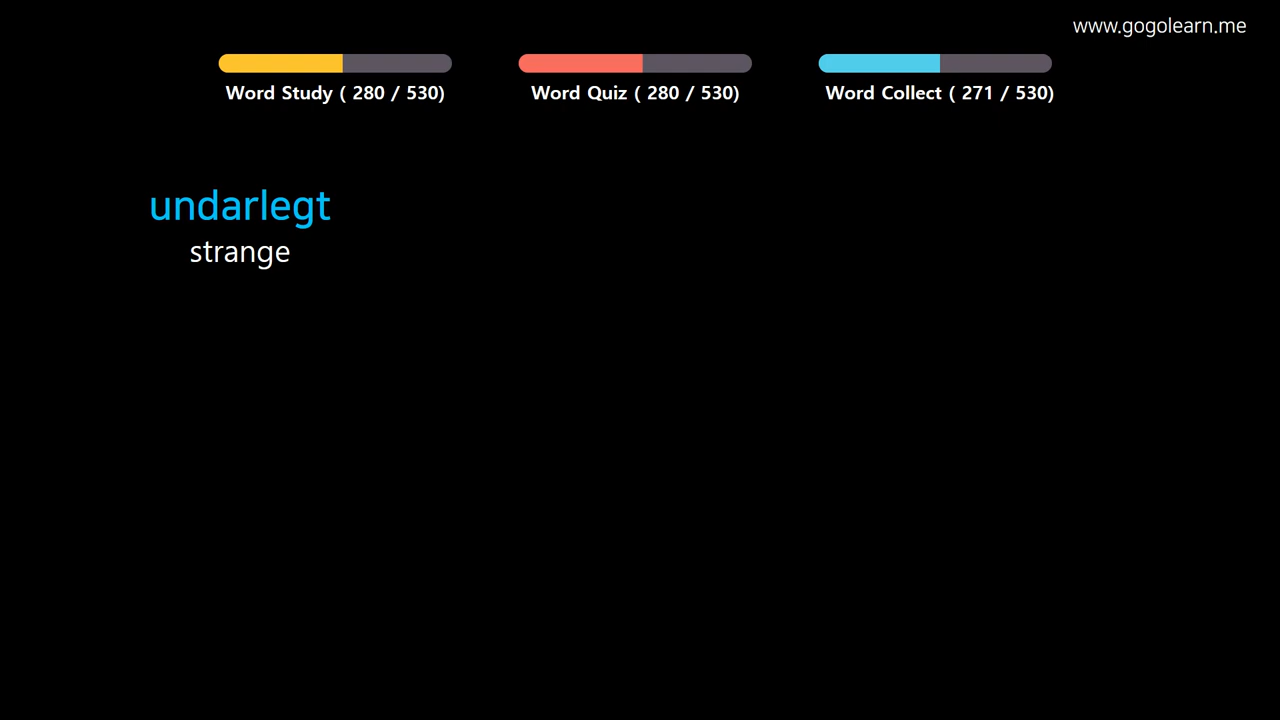 www.gogolearn.me
Word Study ( 280 / 530)
Word Quiz ( 280 / 530)
Word Collect ( 271 / 530)
undarlegt
strange